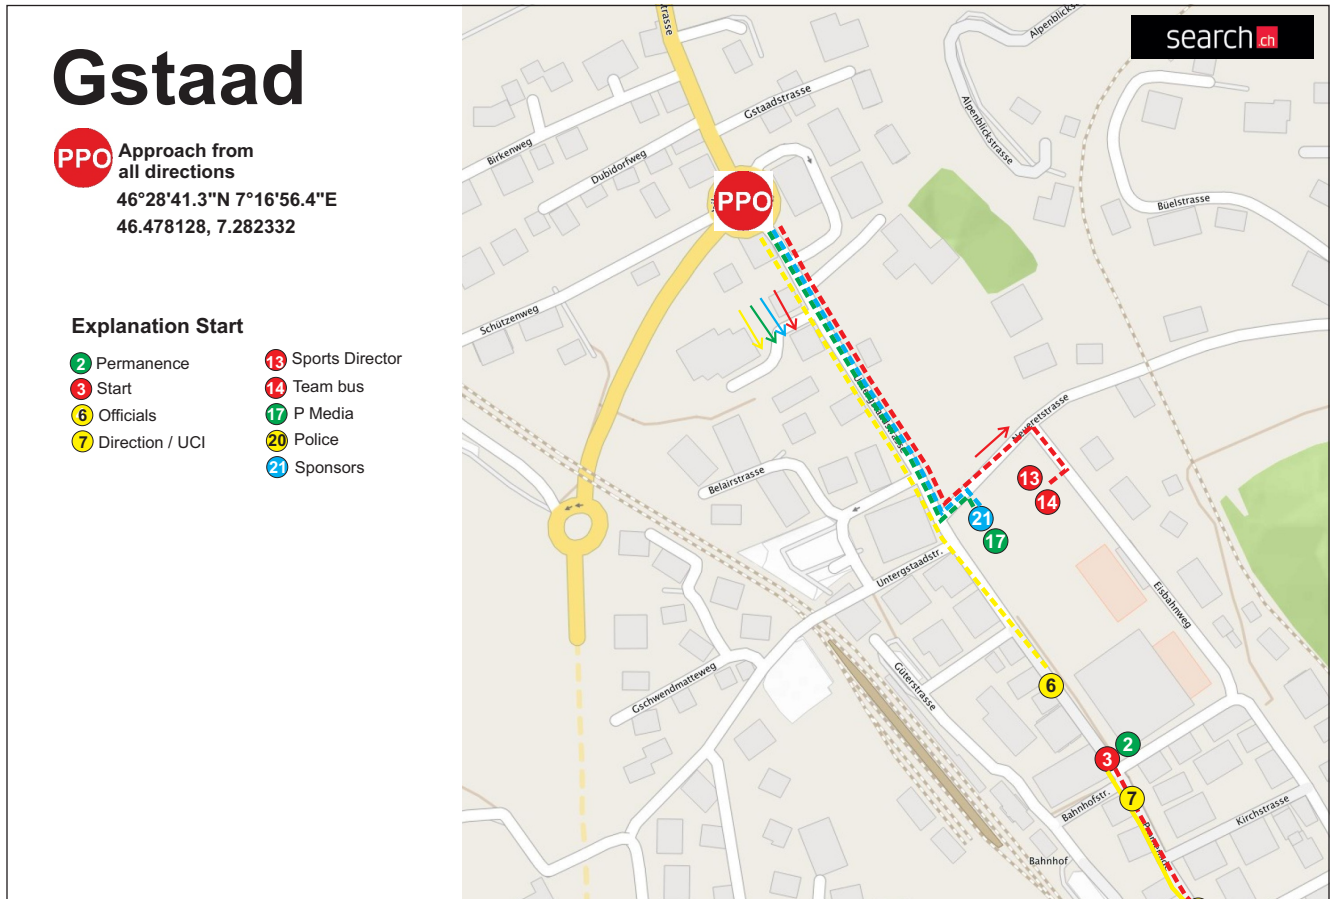 Gstaad
PPO
Approach from
all directions
46°28'41.3"N 7°16'56.4"E
46.478128, 7.282332
Explanation Start
2 Permanence
3 Start
6 Officials
7 Direction / UCI
13 Sports Director
14 Team bus
17 P Media
20 Police
21 Sponsors
search.ch
Alpenblicks
Alpenblickstrasse
Gstaadstrasse
Birkenweg
Dubidorfweg
Büelstrasse
PPO
Schützenweg
Neueretstrasse
Belairstrasse
13
14
21
17
Untergstaadstr.
Eisbahnweg
Güterstrasse
Gschwendmatteweg
6
2
3
7
Bahnhofstr.
Kirchstrasse
Bahnhof